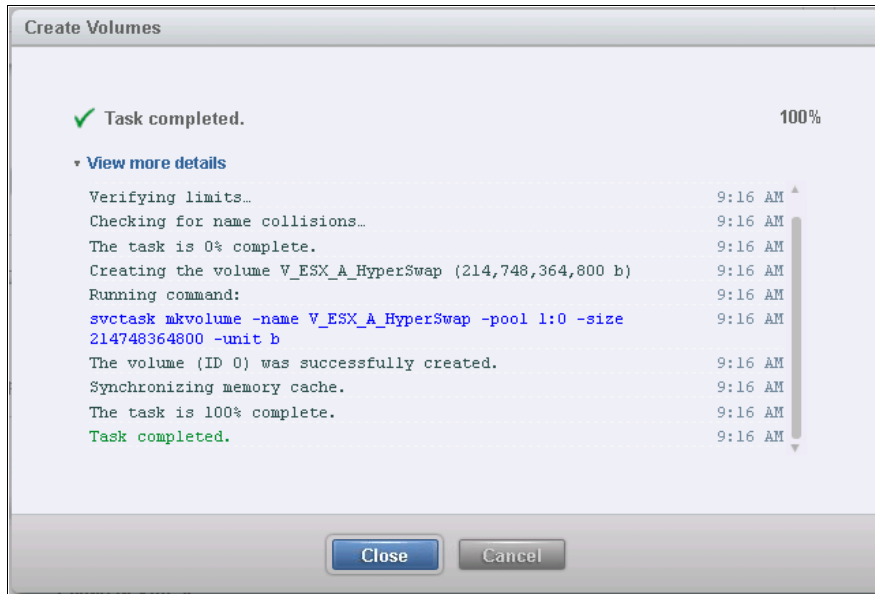 Create Volumes
Task completed. 100%
View more details
Verifying limits… 9:16 AM
Checking for name collisions… 9:16 AM
The task is 0% complete. 9:16 AM
Creating the volume V_ESX_A_HyperSwap (214,748,364,800 b) 9:16 AM
Running command: 9:16 AM
svctask mkvolume -name V_ESX_A_HyperSwap -pool 1:0 -size 9:16 AM
214748364800 -unit b
The volume (ID 0) was successfully created. 9:16 AM
Synchronizing memory cache. 9:16 AM
The task is 100% complete. 9:16 AM
Task completed. 9:16 AM
Close Cancel